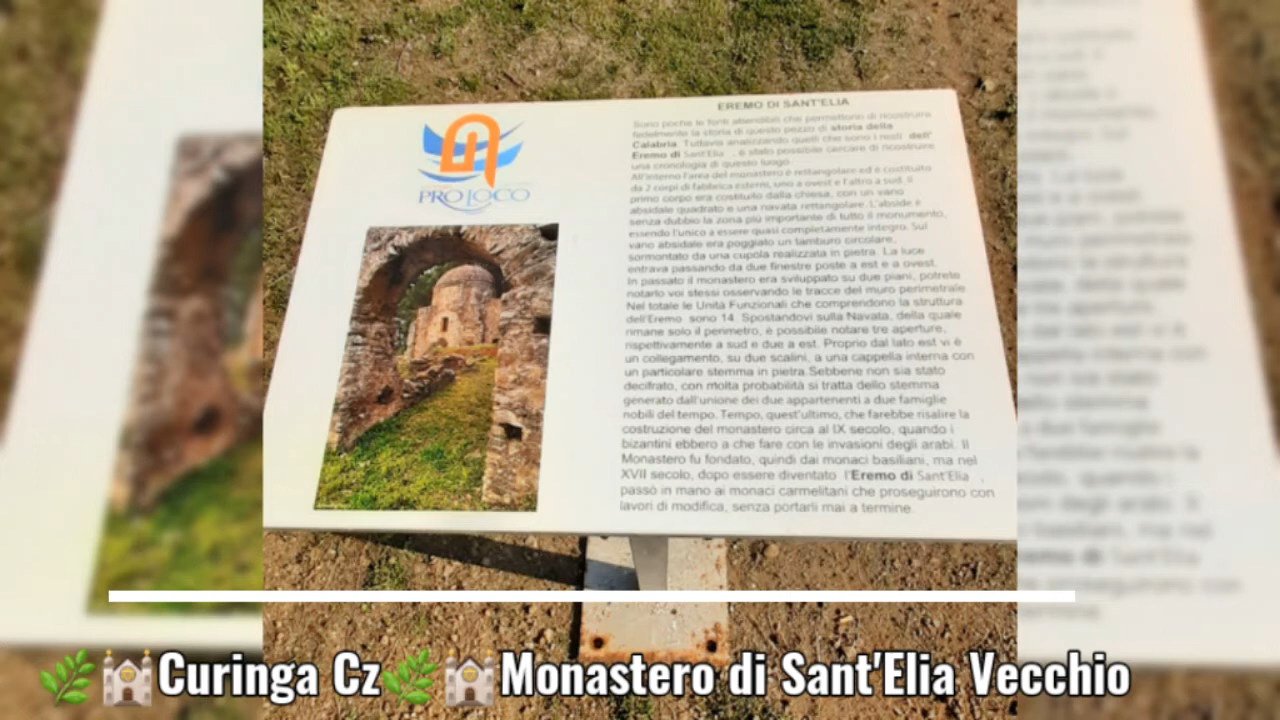 EREMO DI SANT'ELIA
Sono poche le fonti attendibili che permettono di ricostruire
fedelmente la storia di questo pezzo di storia della
Calabria. Tuttavia analizzando quelli che sono i resti dell'
Eremo di Sant'Elia , è stato possibile cercare di ricostruire
una cronologia di questo luogo.
All'interno l'area del monastero è rettangolare ed è costituita
da 2 corpi di fabbrica esterni, uno a ovest e l'altro a sud. Il
primo corpo era costituito dalla chiesa, con un vano
absidale quadrato e una navata rettangolare. L'abside è
senza dubbio la zona più importante di tutto il monumento,
essendo l'unico a essere quasi completamente integro. Sul
vano absidale era poggiato un tamburo circolare,
sormontato da una cupola realizzata in pietra. La luce
entrava passando da due finestre poste a est e a ovest.
In passato il monastero era sviluppato su due piani, potrete
notarlo voi stessi osservando le tracce del muro perimetrale
Nel totale le Unità Funzionali che comprendono la struttura
dell'Eremo sono 14. Spostandovi sulla Navata, della quale
rimane solo il perimetro, è possibile notare tre aperture,
rispettivamente a sud e due a est. Proprio dal lato est vi è
un collegamento, su due scalini, a una cappella interna con
un particolare stemma in pietra.Sebbene non sia stato
decifrato, con molta probabilità si tratta dello stemma
generato dall'unione dei due appartenenti a due famiglie
nobili del tempo. Tempo, quest'ultimo, che farebbe risalire la
costruzione del monastero circa al IX secolo, quando i
bizantini ebbero a che fare con le invasioni degli arabi. Il
Monastero fu fondato, quindi dai monaci basiliani, ma nel
XVII secolo, dopo essere diventato l'Eremo di Sant'Elia ,
passò in mano ai monaci carmelitani che proseguirono con
lavori di modifica, senza portarli mai a termine.
PRO LOCO
🌿⛪Curinga Cz🌿⛪Monastero di Sant'Elia Vecchio